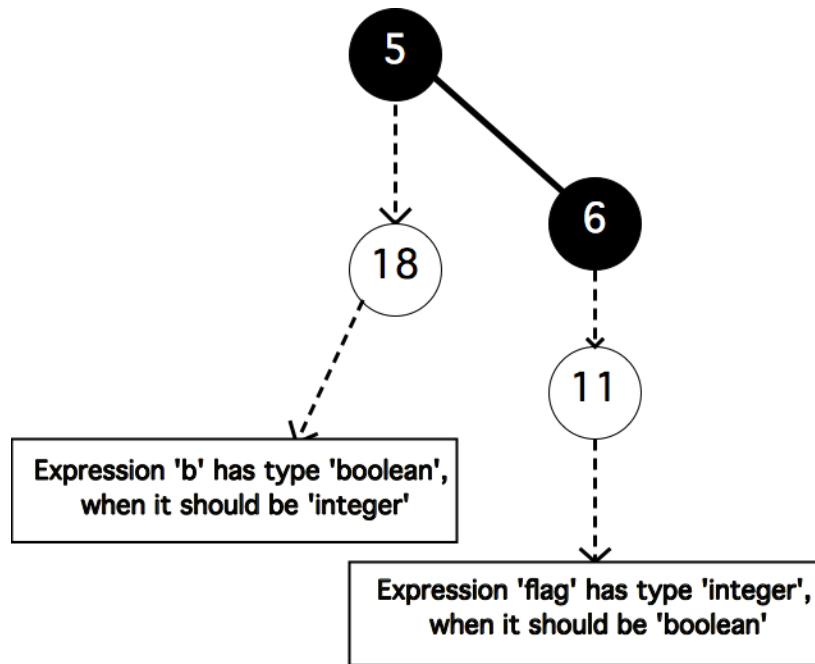 5
6
18
11
Expression 'b' has type 'boolean',
when it should be 'integer'
Expression 'flag' has type 'integer',
when it should be 'boolean'